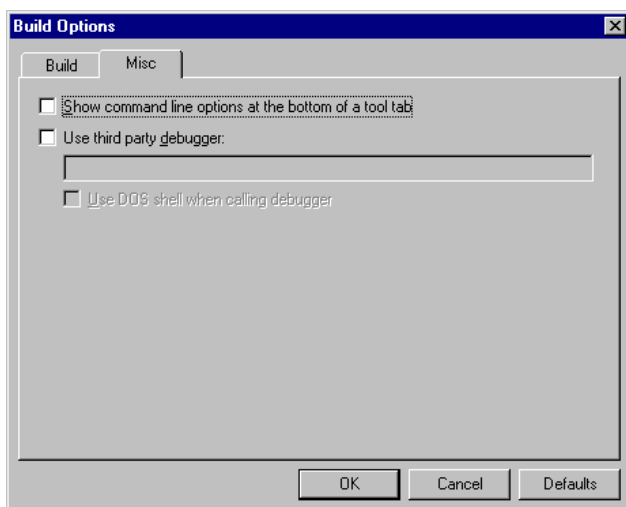 Build Options
Build Misc
Show command line options at the bottom of a tool tab
Use third party debugger:
Use DOS shell when calling debugger
OK Cancel Defaults